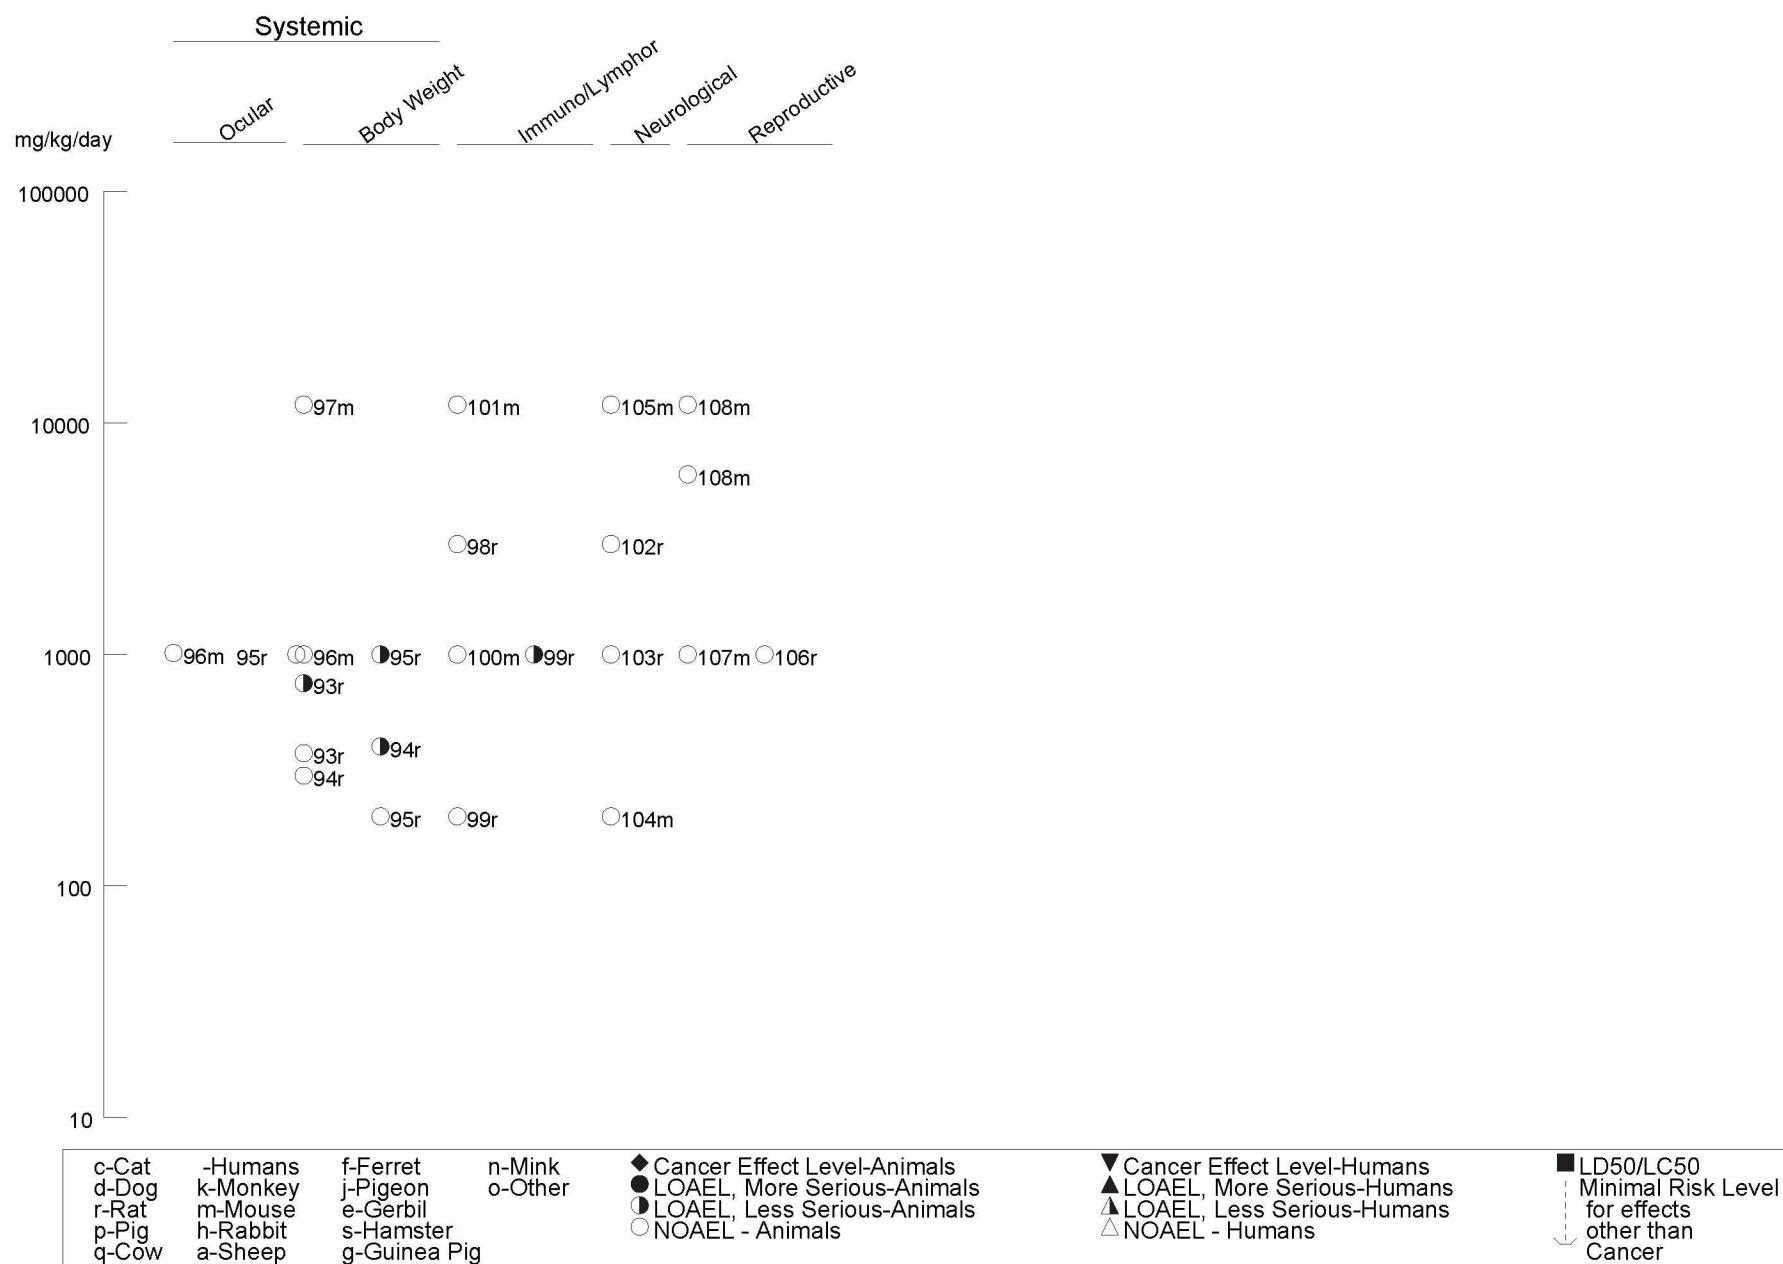 Systemic
Ocular
Body Weight
Immuno/Lymphor
Neurological
Reproductive
mg/kg/day
100000
97m 101m 105m 108m
10000
108m
98r 102r
1000 96m 95r 96m 95r 100m 99r 103r 107m 106r
93r
93r 94r
94r
95r 99r 104m
100
10
c-Cat -Humans f-Ferret n-Mink Cancer Effect Level-Animals Cancer Effect Level-Humans LD50/LC50
d-Dog k-Monkey j-Pigeon o-Other LOAEL, More Serious-Animals LOAEL, More Serious-Humans Minimal Risk Level
r-Rat m-Mouse e-Gerbil LOAEL, Less Serious-Animals LOAEL, Less Serious-Humans for effects
p-Pig h-Rabbit s-Hamster NOAEL - Animals NOAEL - Humans other than
q-Cow a-Sheep g-Guinea Pig Cancer